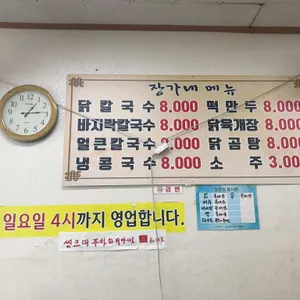 장가네 메뉴
닭칼국수 8.000 떡만두 8.000
바지락칼국수 8.000 닭육개장 8.000
얼큰칼국수 8.000 닭곰탕 8.000
냉콩국수 8.000 소주 3.000
금연
일요일 4시까지 영업합니다.